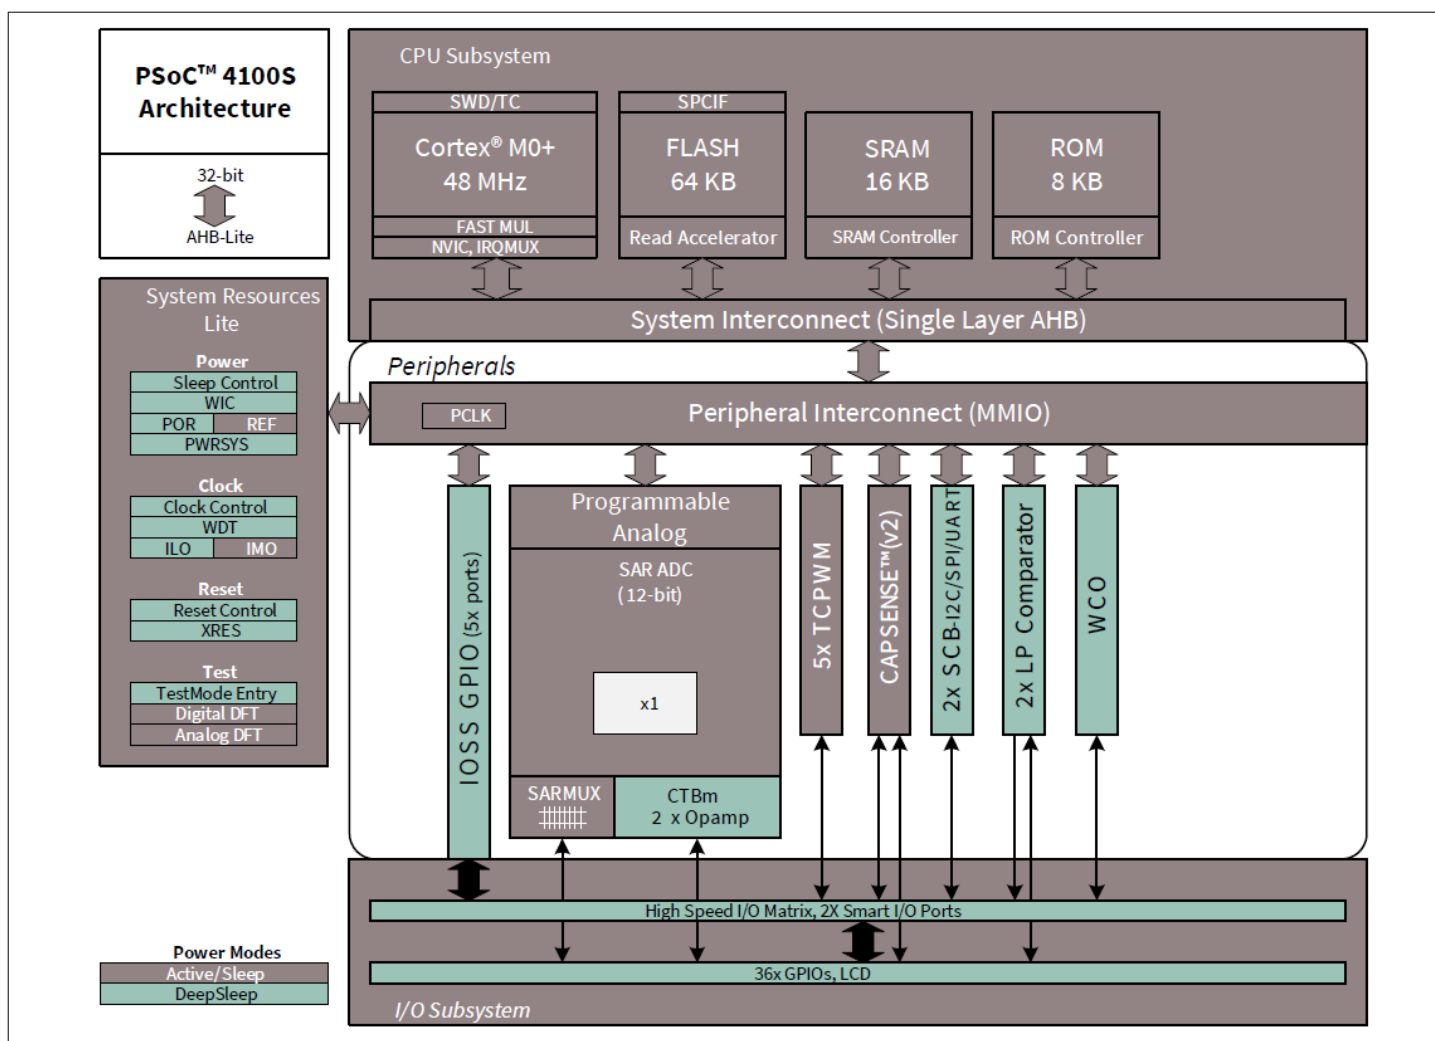 PSoC™ 4100S
Architecture
32-bit
AHB-Lite
CPU Subsystem
SWD/TC
Cortex® M0+
48 MHz
FAST MUL
NVIC, IRQMUX
SPCIF
FLASH
64 KB
Read Accelerator
SRAM
16 KB
SRAM Controller
ROM
8 KB
ROM Controller
System Interconnect (Single Layer AHB)
System Resources
Lite
Power
Sleep Control
WIC
POR
REF
PWRSYS
Clock
Clock Control
WDT
ILO
IMO
Reset
Reset Control
XRES
Test
TestMode Entry
Digital DFT
Analog DFT
Peripherals
PCLK
Peripheral Interconnect (MMIO)
IOSS GPIO (5x ports)
Programmable
Analog
SAR ADC
(12-bit)
x1
SARMUX
CTBm
2 x Opamp
5x TCPWM
CAPSENSE™(v2)
2x SCB-I2C/SPI/UART
2x LP Comparator
WCO
High Speed I/O Matrix, 2X Smart I/O Ports
36x GPIOs, LCD
I/O Subsystem
Power Modes
Active/Sleep
DeepSleep